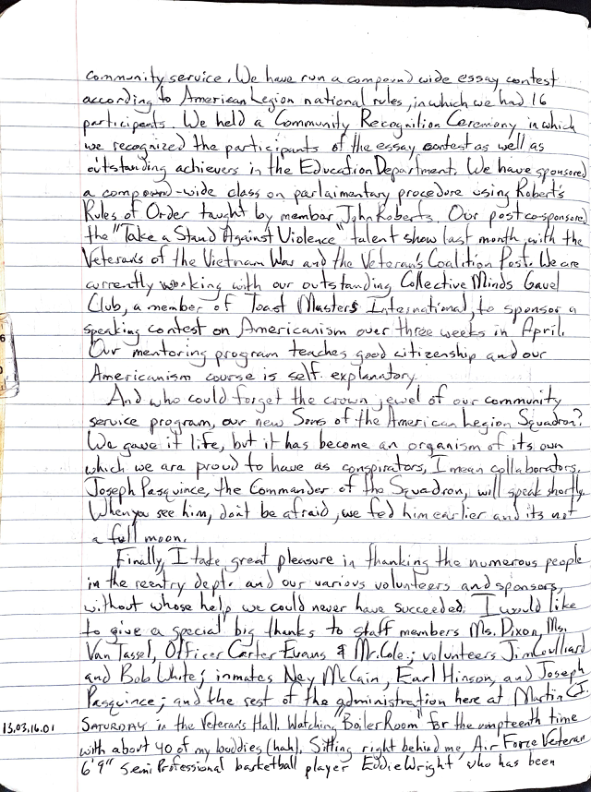 community service. We have run a compound wide essay contest
according to American Legion national rules, in which we had 16
participants. We held a Community Recognition Ceremony in which
we recognized the participants of the essay contest as well as
outstanding achievers in the Education Department. We have sponsored
a compound-wide class on parlaimentary procedure using Robert's
Rules of Order taught by member John Roberts. Our post co-sponsored
the "Take a Stand Against Violence" talent show last month, with the
Veterans of the Vietnam War and the Veteran's Coalition Post. We are
currently working with our outstanding Collective Minds Gavel
Club, a member of Toast Masters International, to sponsor a
speaking contest on Americanism over three weeks in April.
Our mentoring program teaches good citizenship and our
Americanism course is self explanatory.
And who could forget the crown jewel of our community
service program, our new Sons of the American Legion Squadron?
We gave it life, but it has become an organism of its own
which we are proud to have as conspirators, I mean collaborators.
Joseph Pasquince, the Commander of the Squadron, will speak shortly.
When you see him, don't be afraid, we fed him earlier and its not
a full moon.
Finally, I take great pleasure in thanking the numerous people
in the reentry dept. and our various volunteers and sponsors,
without whose help we could never have succeeded. I would like
to give a special big thanks to staff members Ms. Dixon, Ms.
Van Tassel, Officer Carter Evans & Mr. Cole; volunteers Jim
and Bob White; inmates Ney McCain, Earl Hinson, and Joseph
Pasquince; and the rest of the administration here at Martin C.I.
13.03.16.01 SATURDAY in the Veteran's Hall. Watching "Boiler Room" for the umpteenth time
with about 40 of my buddies (hah). Sitting right behind me, Air Force Veteran
6'9" semi Professional basketball player Eddie Wright who has been